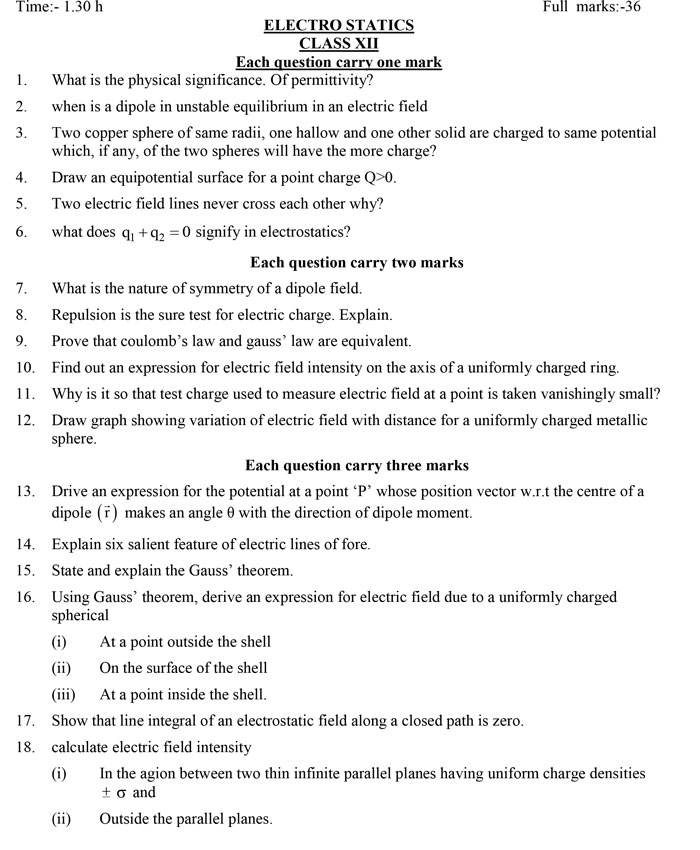 Time:- 1.30 h Full marks:-36
ELECTRO STATICS
CLASS XII
Each question carry one mark
1. What is the physical significance. Of permittivity?
2. when is a dipole in unstable equilibrium in an electric field
3. Two copper sphere of same radii, one hallow and one other solid are charged to same potential
which, if any, of the two spheres will have the more charge?
4. Draw an equipotential surface for a point charge Q>0.
5. Two electric field lines never cross each other why?
6. what does q₁ + q₂ = 0 signify in electrostatics?
Each question carry two marks
7. What is the nature of symmetry of a dipole field.
8. Repulsion is the sure test for electric charge. Explain.
9. Prove that coulomb’s law and gauss’ law are equivalent.
10. Find out an expression for electric field intensity on the axis of a uniformly charged ring.
11. Why is it so that test charge used to measure electric field at a point is taken vanishingly small?
12. Draw graph showing variation of electric field with distance for a uniformly charged metallic
sphere.
Each question carry three marks
13. Drive an expression for the potential at a point ‘P’ whose position vector w.r.t the centre of a
dipole (r⃗) makes an angle θ with the direction of dipole moment.
14. Explain six salient feature of electric lines of fore.
15. State and explain the Gauss’ theorem.
16. Using Gauss’ theorem, derive an expression for electric field due to a uniformly charged
spherical
(i) At a point outside the shell
(ii) On the surface of the shell
(iii) At a point inside the shell.
17. Show that line integral of an electrostatic field along a closed path is zero.
18. calculate electric field intensity
(i) In the agion between two thin infinite parallel planes having uniform charge densities
± σ and
(ii) Outside the parallel planes.